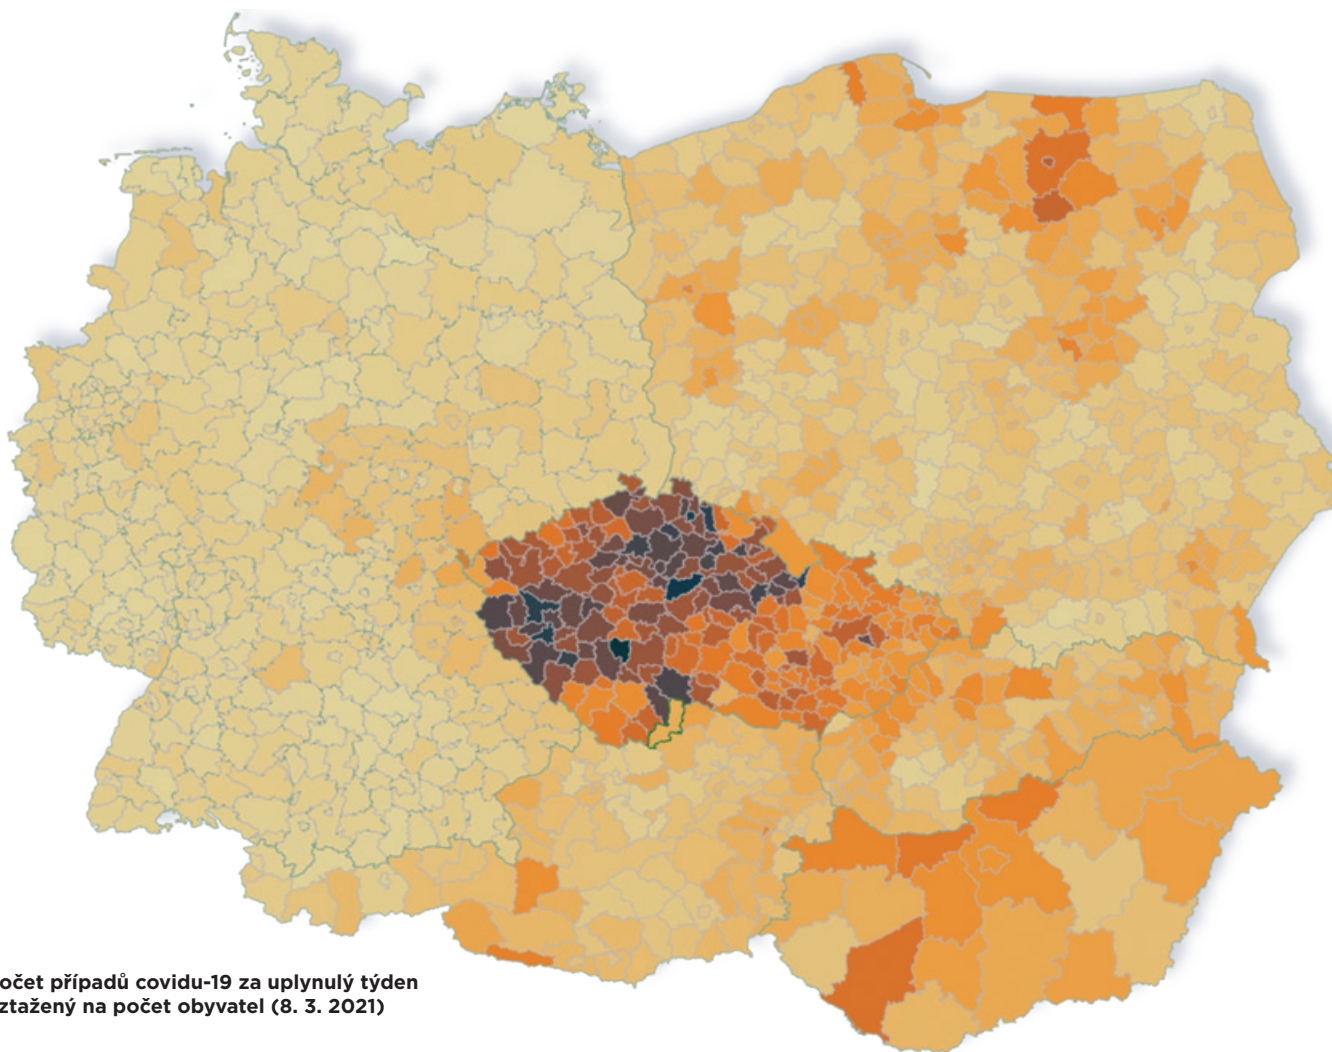 očet případů covidu-19 za uplynulý týden
ztažený na počet obyvatel (8. 3. 2021)